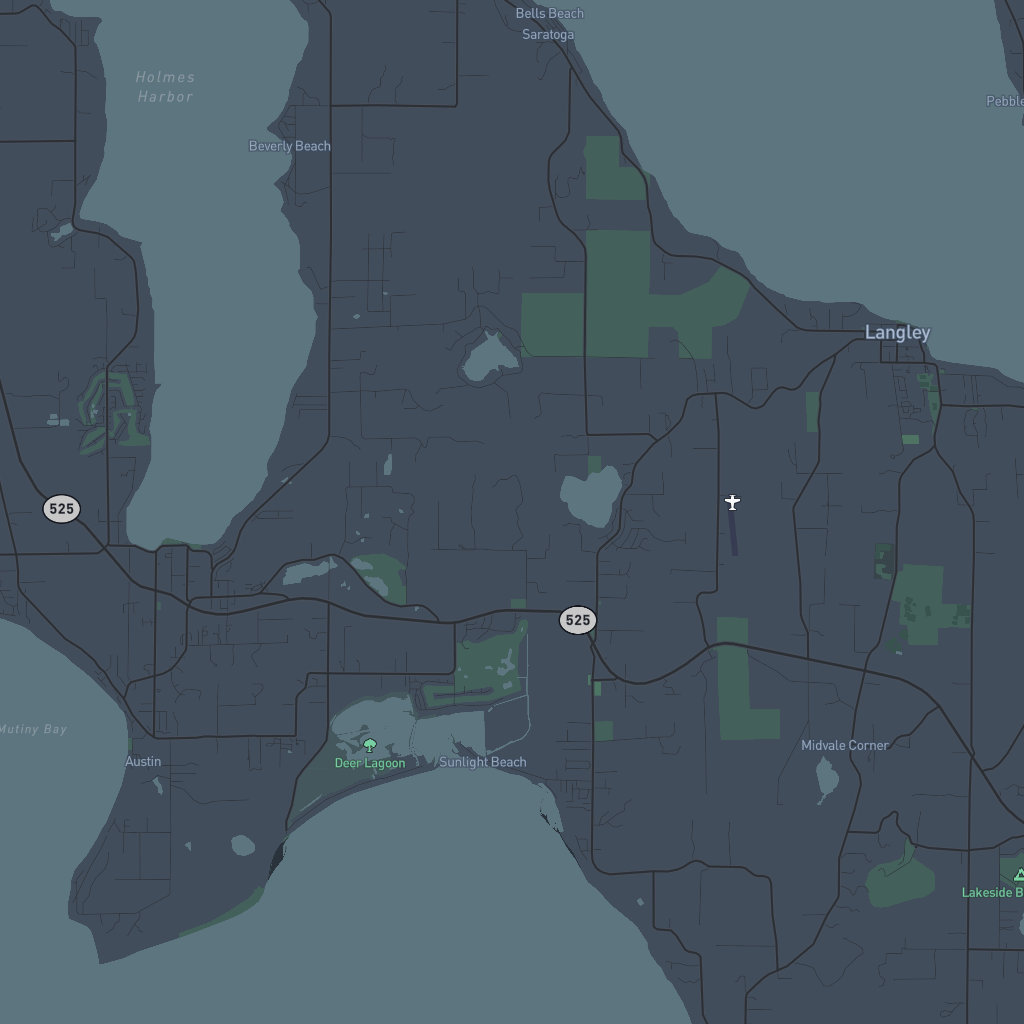 Bells Beach
Saratoga
Holmes
Harbor
Pebble
Beverly Beach
Langley
525
525
Mutiny Bay
Midvale Corner
Austin
Deer Lagoon
Sunlight Beach
Lakeside B